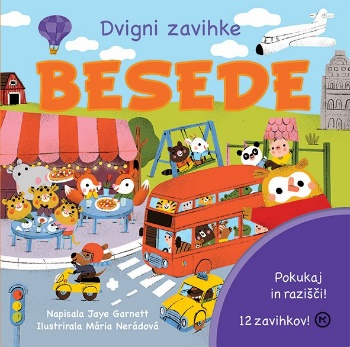 Dvigni zavihke
BESEDE
Napisala Jaye Garnett
Ilustrirala Mária Nerádová
Pokukaj
in razišči!
12 zavihkov!